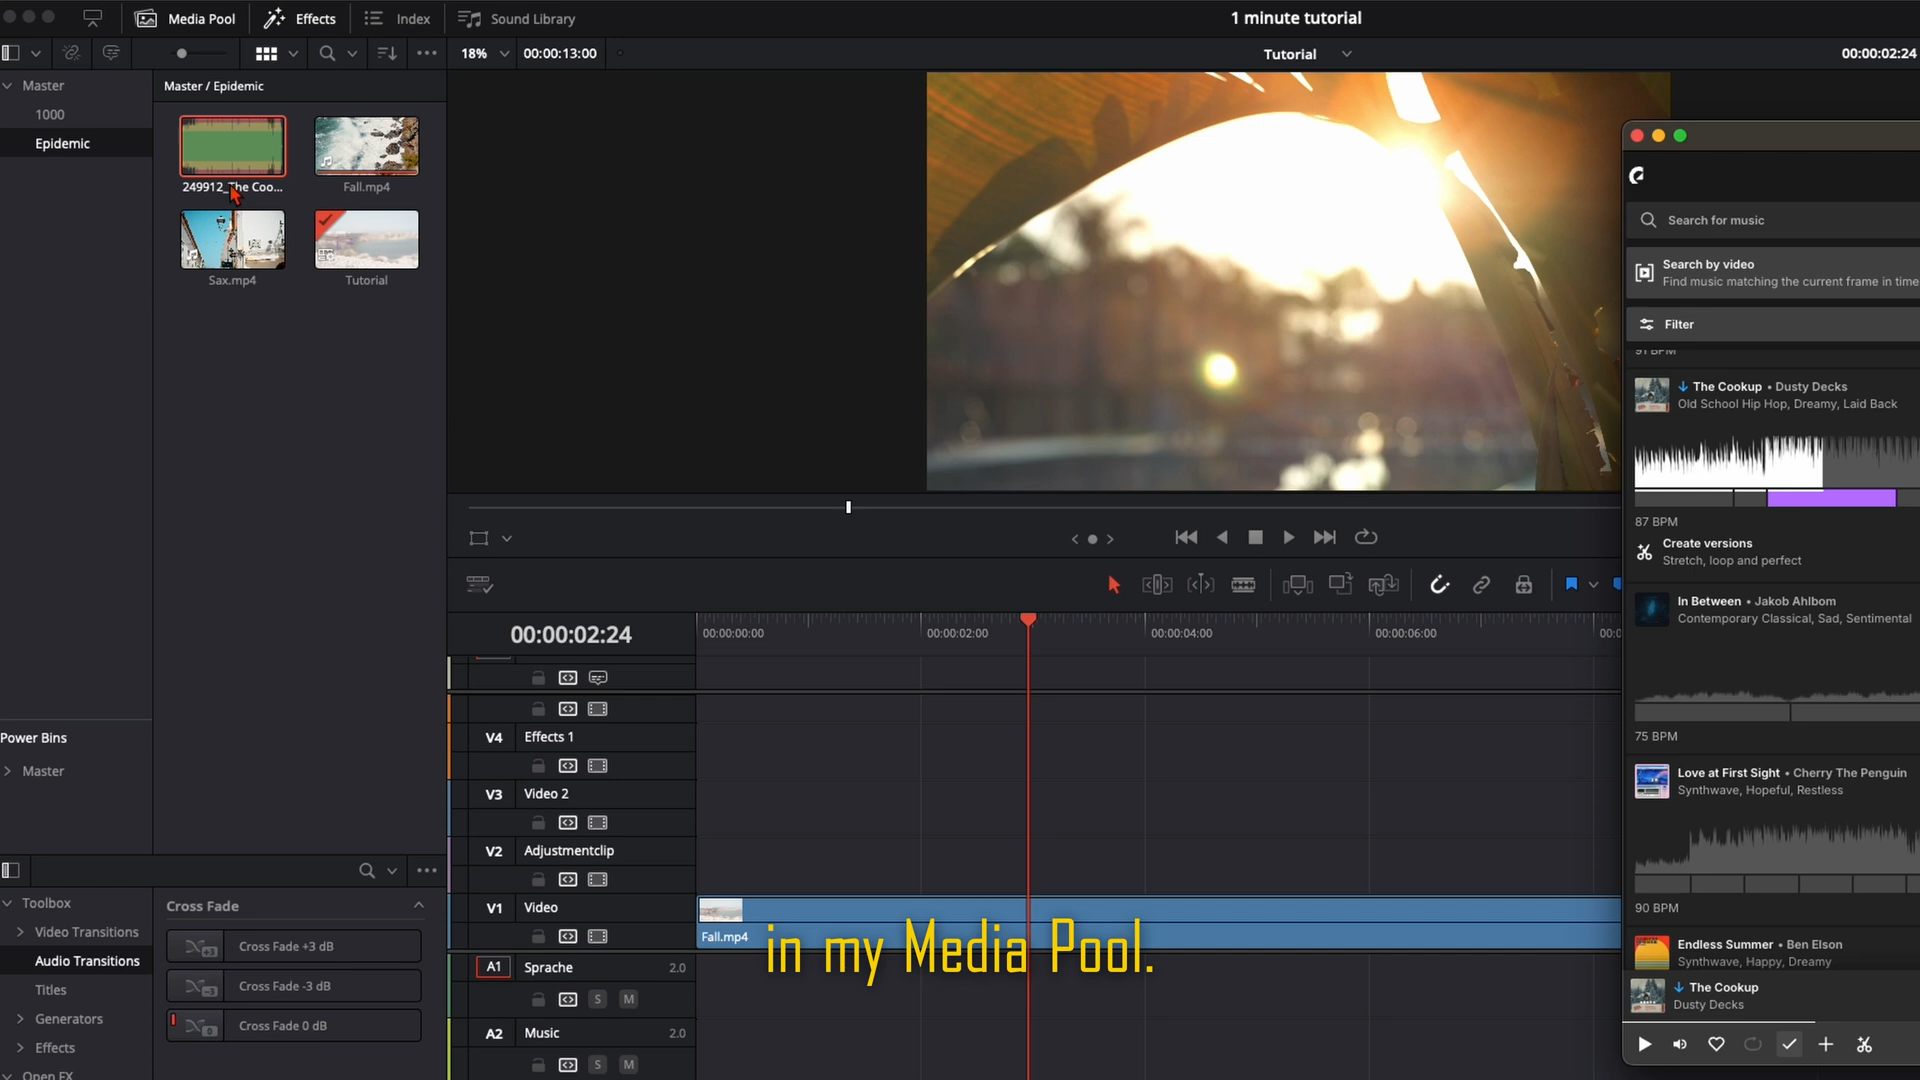 Media Pool
Effects
Index
Sound Library
1 minute tutorial
18%
00:00:13:00
Tutorial
00:00:02:24
Master
1000
Epidemic
Master / Epidemic
249912_The Coo...
Fall.mp4
Sax.mp4
Tutorial
Power Bins
Master
Toolbox
Video Transitions
Audio Transitions
Titles
Generators
Effects
Open FX
Cross Fade
Cross Fade +3 dB
Cross Fade -3 dB
Cross Fade 0 dB
00:00:02:24
00:00:00:00
00:00:02:00
00:00:04:00
00:00:06:00
V4 Effects 1
V3 Video 2
V2 Adjustmentclip
V1 Video
Fall.mp4
A1 Sprache 2.0
S M
A2 Music 2.0
S M
in my Media Pool.
Search for music
Search by video
Find music matching the current frame in time
Filter
91 BPM
The Cookup • Dusty Decks
Old School Hip Hop, Dreamy, Laid Back
87 BPM
Create versions
Stretch, loop and perfect
In Between • Jakob Ahlbom
Contemporary Classical, Sad, Sentimental
75 BPM
Love at First Sight • Cherry The Penguin
Synthwave, Hopeful, Restless
90 BPM
Endless Summer • Ben Elson
Synthwave, Happy, Dreamy
The Cookup
Dusty Decks